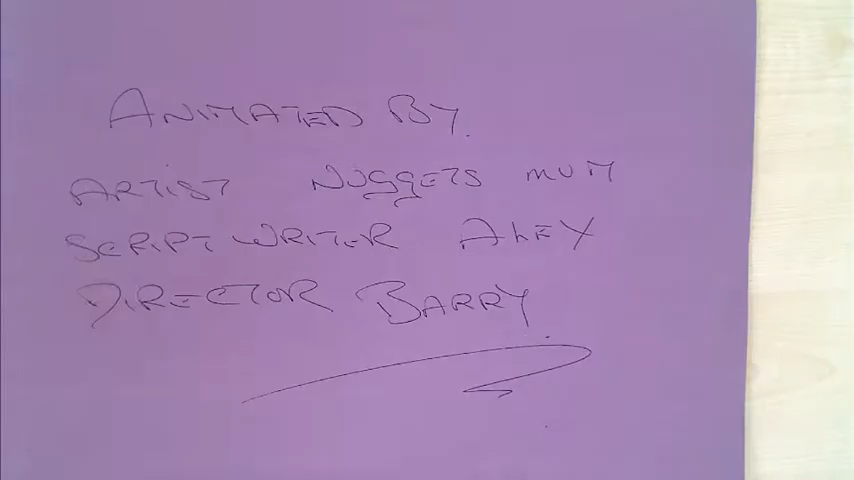 ANIMATED BY.
ARTIST NUGGETS MUM
SCRIPT WRITER ALEX
DIRECTOR BARRY.